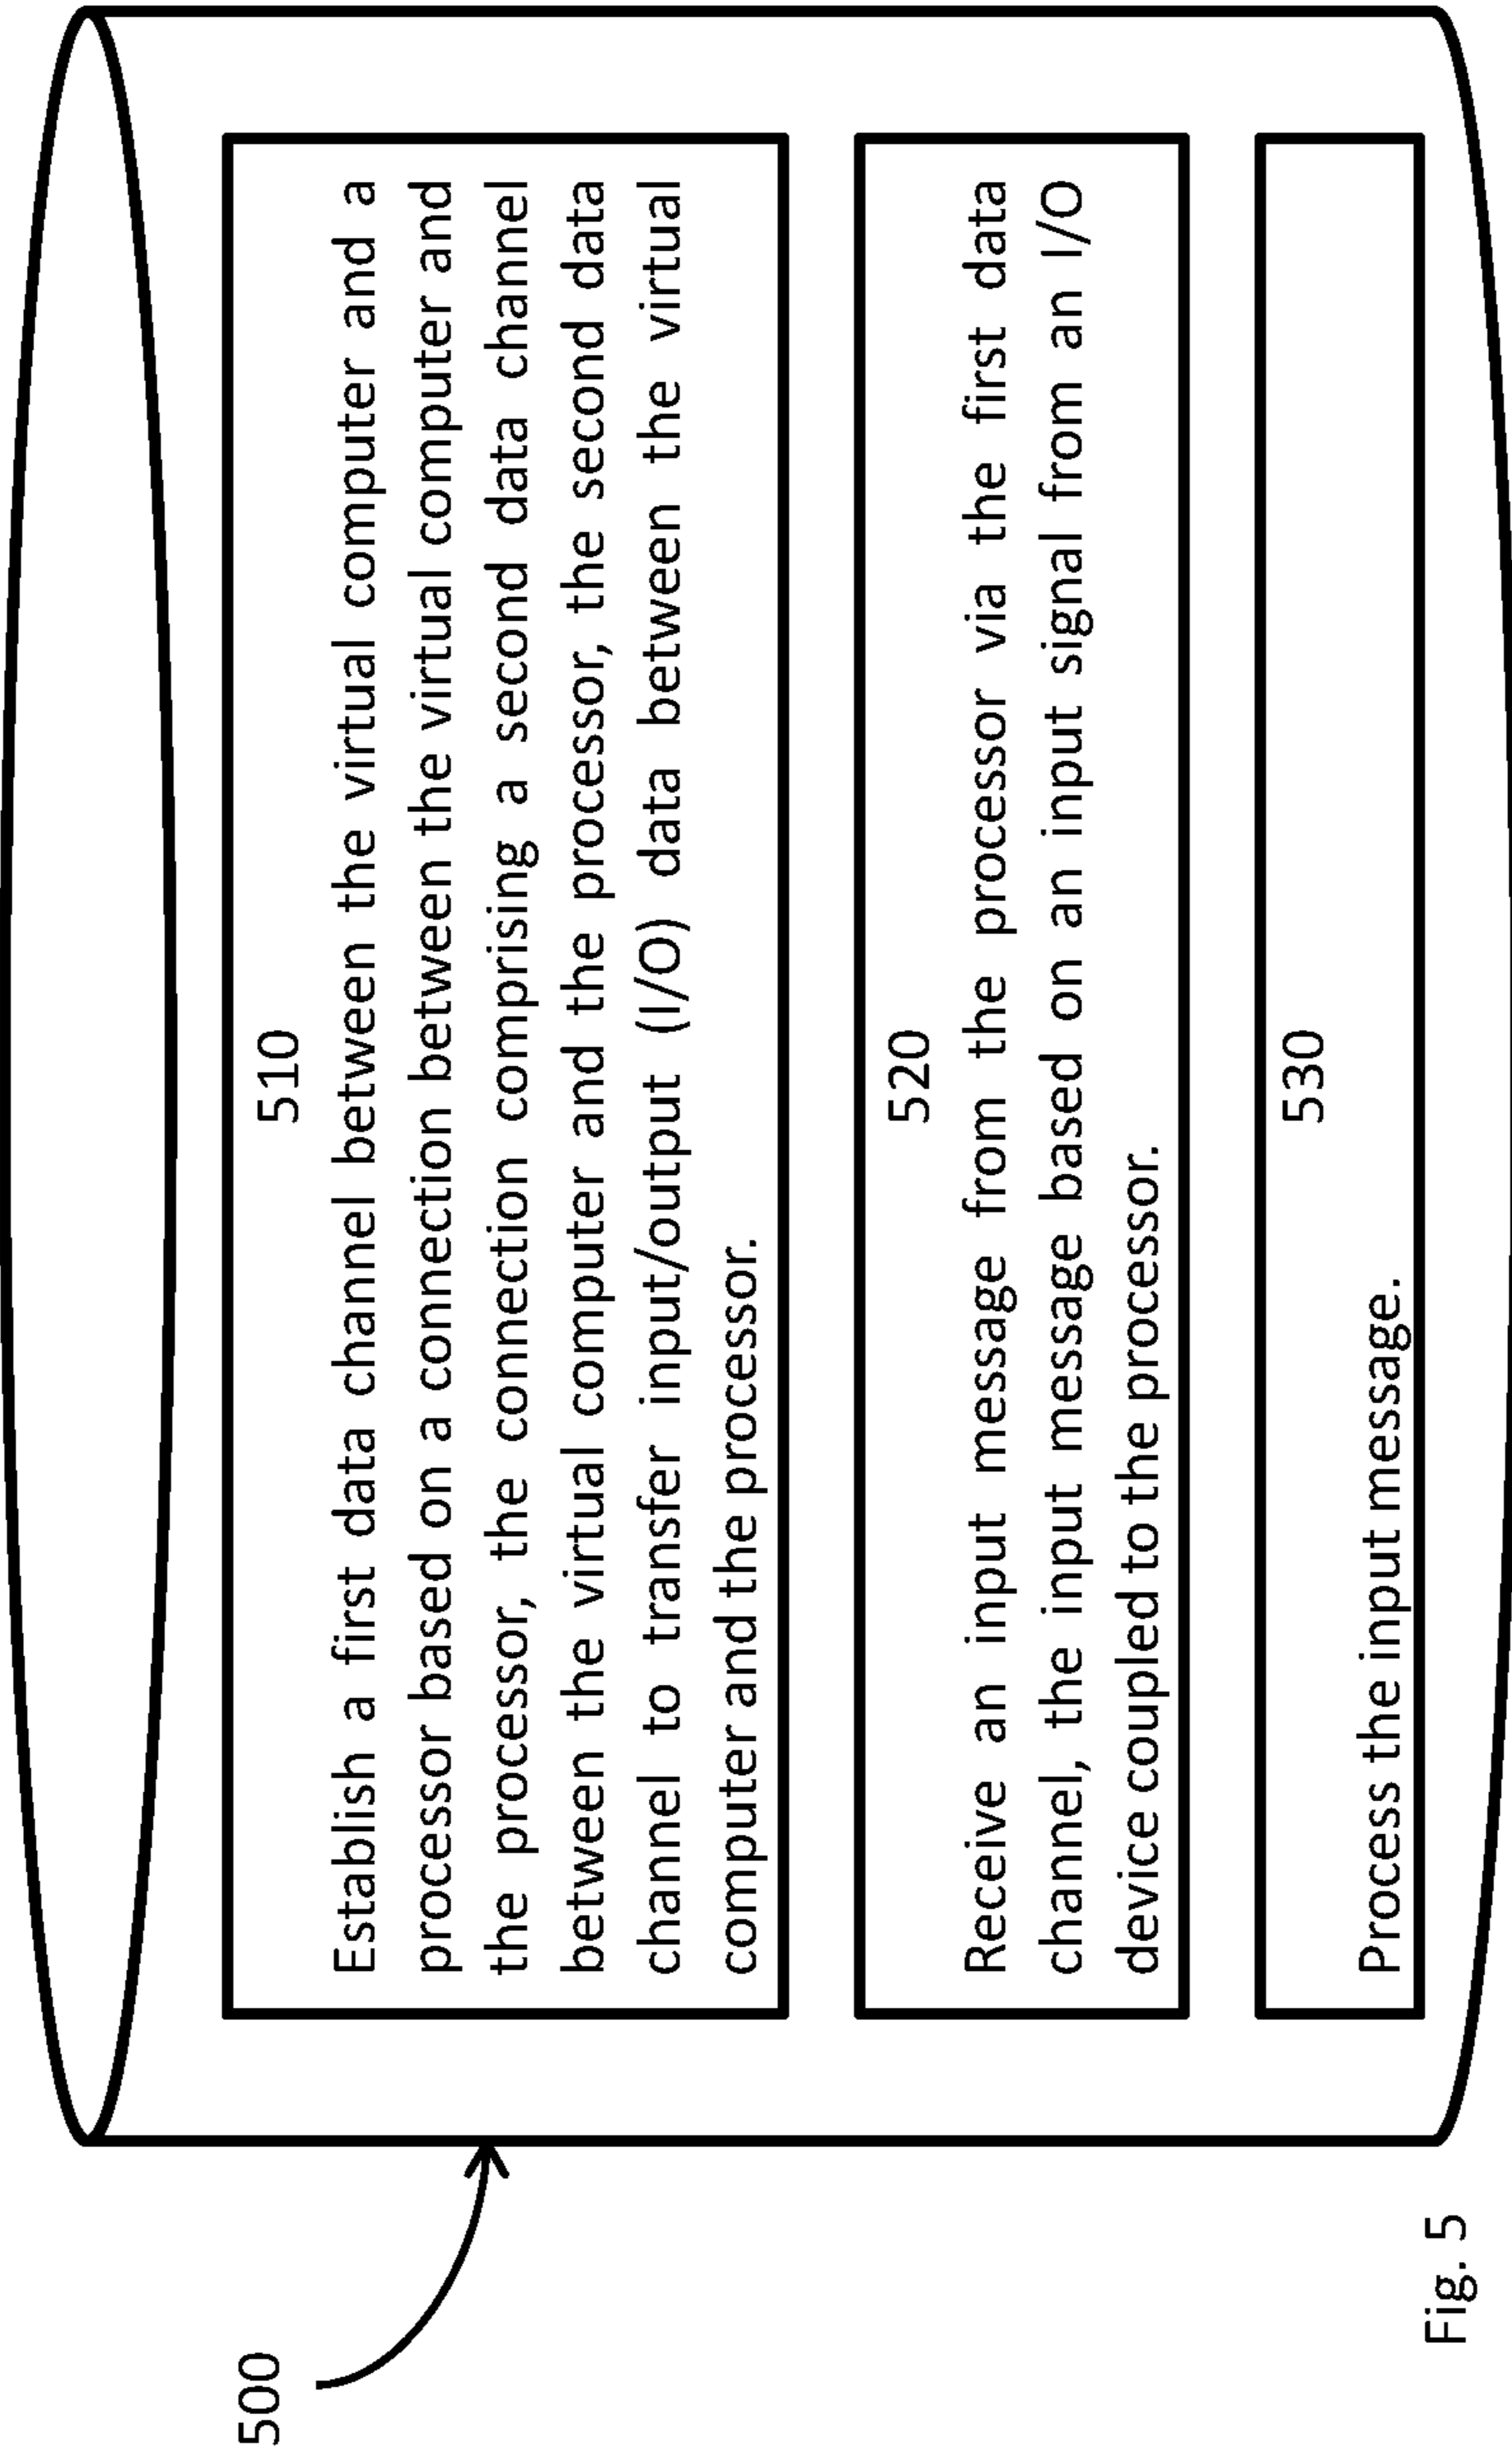 500
510
Establish a first data channel between the virtual computer and a
processor based on a connection between the virtual computer and
the processor, the connection comprising a second data channel
between the virtual computer and the processor, the second data
channel to transfer input/output (I/O) data between the virtual
computer and the processor.
520
Receive an input message from the processor via the first data
channel, the input message based on an input signal from an I/O
device coupled to the processor.
530
Process the input message.
Fig. 5